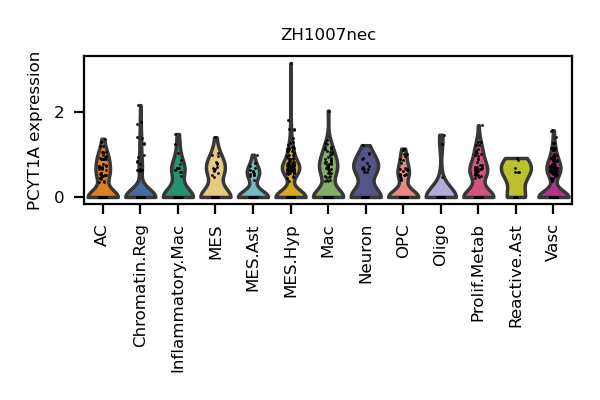 ZH1007nec
PCYT1A expression
2
0
AC
Chromatin.Reg
Inflammatory.Mac
MES
MES.Ast
MES.Hyp
Mac
Neuron
OPC
Oligo
Prolif.Metab
Reactive.Ast
Vasc